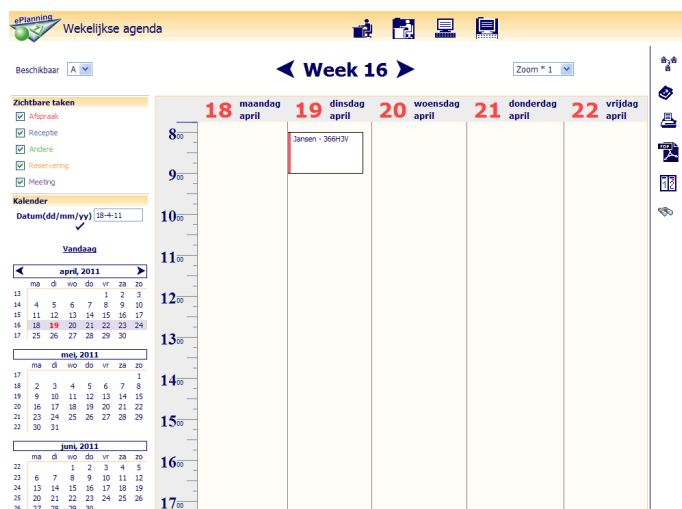 ePlanning
Wekelijkse agenda
Beschikbaar A
Week 16
Zoom * 1
Zichtbare taken
Afspraak
Receptie
Andere
Reservering
Meeting
Kalender
Datum(dd/mm/yy) 18-4-11
Vandaag
april, 2011
ma di wo do vr za zo
13 1 2 3
14 4 5 6 7 8 9 10
15 11 12 13 14 15 16 17
16 18 19 20 21 22 23 24
17 25 26 27 28 29 30
mei, 2011
ma di wo do vr za zo
17 1
18 2 3 4 5 6 7 8
19 9 10 11 12 13 14 15
20 16 17 18 19 20 21 22
21 23 24 25 26 27 28 29
22 30 31
juni, 2011
ma di wo do vr za zo
22 1 2 3 4 5
23 6 7 8 9 10 11 12
24 13 14 15 16 17 18 19
25 20 21 22 23 24 25 26
26 27 28 29 30
18 maandag april
19 dinsdag april
20 woensdag april
21 donderdag april
22 vrijdag april
8 00
Jansen - 366H3V
9 00
10 00
11 00
12 00
13 00
14 00
15 00
16 00
17 00
PDF
12